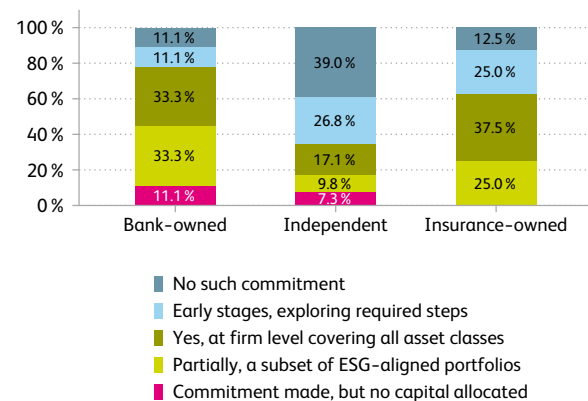 100 %
80 %
60 %
40 %
20 %
0 %
11.1 %
11.1 %
33.3 %
33.3 %
11.1 %
39.0 %
26.8 %
17.1 %
9.8 %
7.3 %
12.5 %
25.0 %
37.5 %
25.0 %
Bank-owned
Independent
Insurance-owned
No such commitment
Early stages, exploring required steps
Yes, at firm level covering all asset classes
Partially, a subset of ESG-aligned portfolios
Commitment made, but no capital allocated